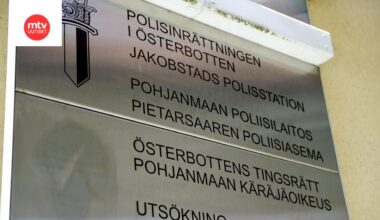 mtv
UUTISET
POLISINRÄTTNINGEN
I ÖSTERBOTTEN
JAKOBSTADS POLISSTATION
POHJANMAAN POLIISILAITOS
PIETARSAAREN POLIISIASEMA
ÖSTERBOTTENS TINGSRÄTT
POHJANMAAN KÄRÄJÄOIKEUS
UTSÖKNING